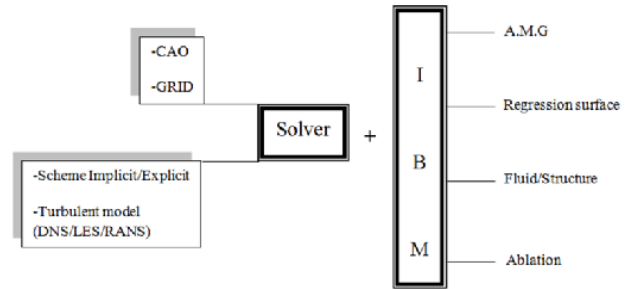 -CAO
-GRID
Solver
-Scheme Implicit/Explicit
-Turbulent model
(DNS/LES/RANS)
+
I
B
M
A.M.G
Regression surface
Fluid/Structure
Ablation